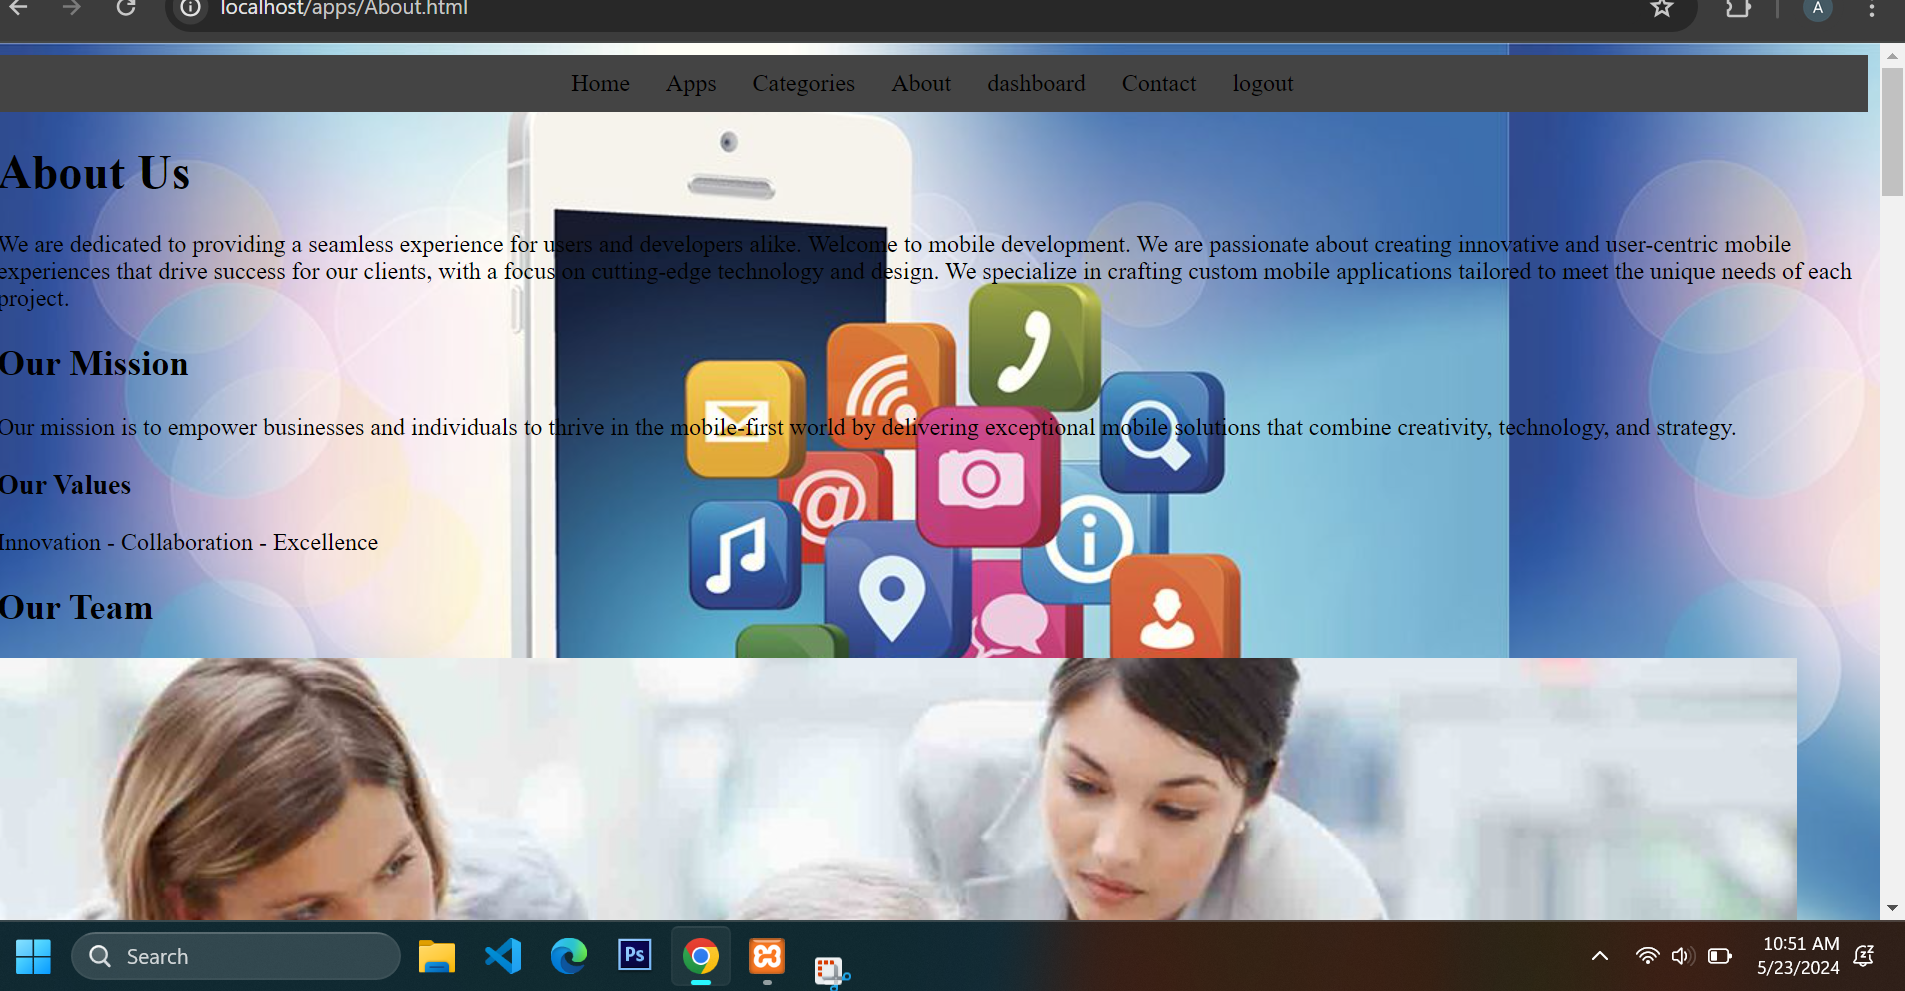 localhost/apps/About.html
A
Home Apps Categories About dashboard Contact logout
About Us
We are dedicated to providing a seamless experience for users and developers alike. Welcome to mobile development. We are passionate about creating innovative and user-centric mobile
experiences that drive success for our clients, with a focus on cutting-edge technology and design. We specialize in crafting custom mobile applications tailored to meet the unique needs of each
project.
Our Mission
Our mission is to empower businesses and individuals to thrive in the mobile-first world by delivering exceptional mobile solutions that combine creativity, technology, and strategy.
Our Values
Innovation - Collaboration - Excellence
Our Team
Search
Ps
10:51 AM
5/23/2024